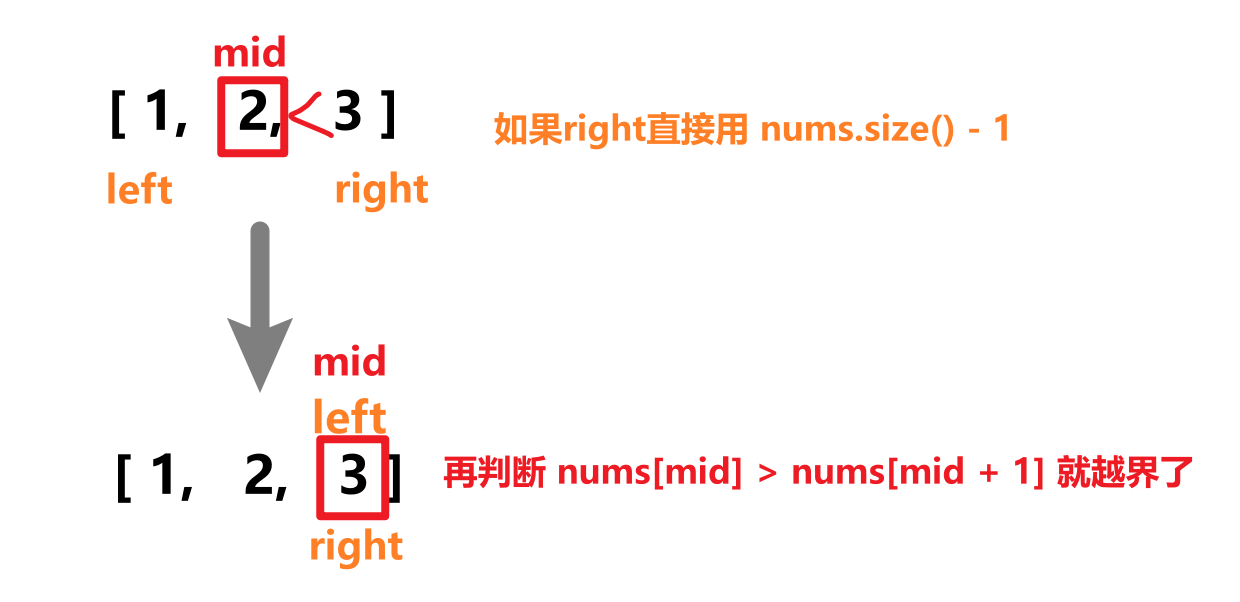 mid
[ 1, 2, < 3 ]
如果right直接用 nums.size() - 1
left right
mid
left
[ 1, 2, 3 ]
再判断 nums[mid] > nums[mid + 1] 就越界了
right